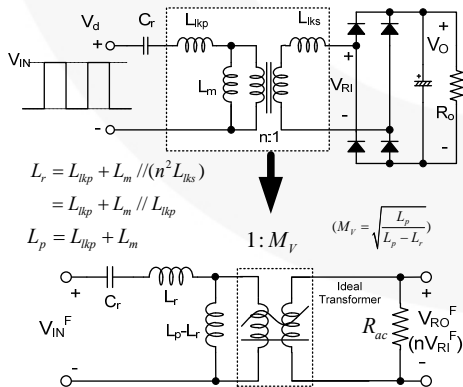 V_d
L_lkp
L_lks
C_r
V_IN
+
+
V_O
+
+
L_m
V_RI
R_o
-
-
-
n:1
L_r = L_lkp + L_m //(n^2 L_lks)
= L_lkp + L_m // L_lkp
L_p = L_lkp + L_m
1: M_V
(M_V = √(L_p / (L_p − L_r)))
C_r
L_r
Ideal
Transformer
+
+
V_IN^F
L_p-L_r
R_ac
V_RO^F
(nV_RI^F)
-
-